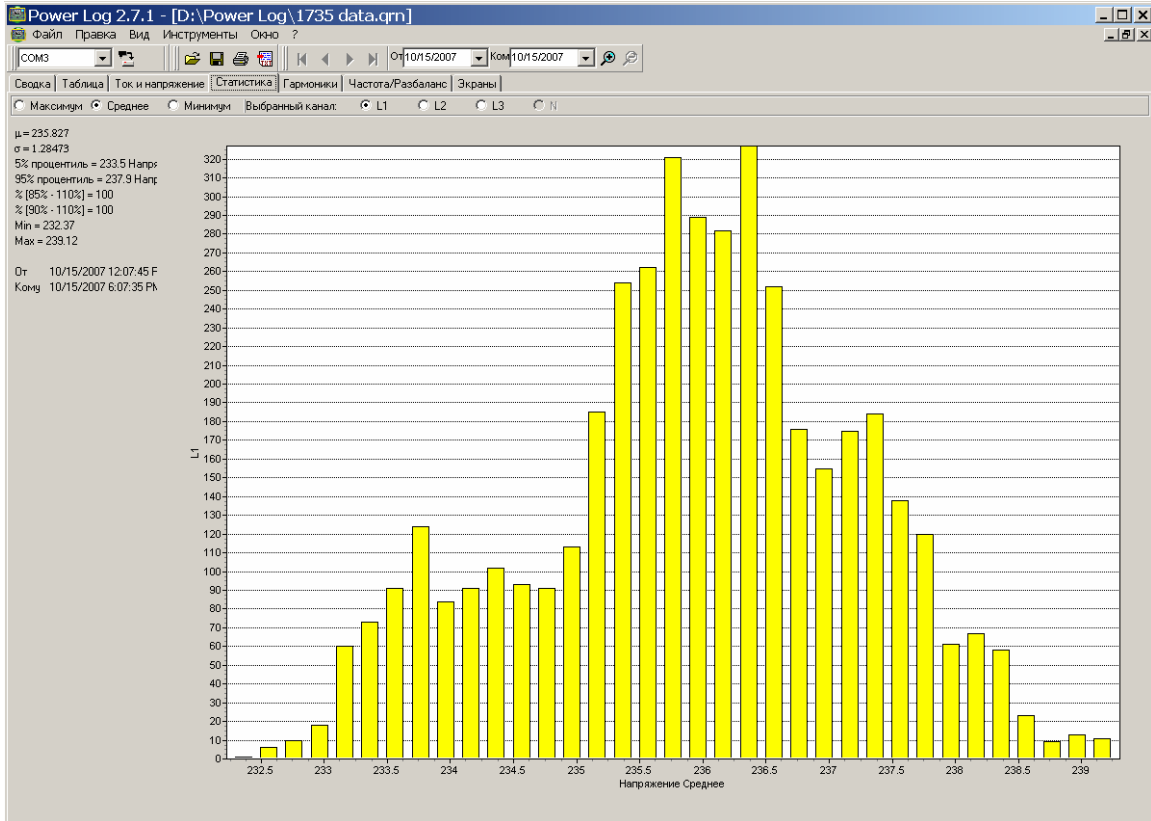 Power Log 2.7.1 - [D:\Power Log\1735 data.qrn]
Файл Правка Вид Инструменты Окно ?
COM3 От 10/15/2007 Ком 10/15/2007
Сводка Таблица Ток и напряжение Статистика Гармоники Частота/Разбаланс Экраны
Максимум Среднее Минимум Выбранный канал: L1 L2 L3 N
μ = 235.827
σ = 1.28473
5% процентиль = 233.5 Напря
95% процентиль = 237.9 Напр
% [85% - 110%] = 100
% [90% - 110%] = 100
Min = 232.37
Max = 239.12
От 10/15/2007 12:07:45 P
Кому 10/15/2007 6:07:35 PM
320
310
300
290
280
270
260
250
240
230
220
210
200
190
180
170
160
150
140
130
120
110
100
90
80
70
60
50
40
30
20
10
0
L1
232.5 233 233.5 234 234.5 235 235.5 236 236.5 237 237.5 238 238.5 239
Напряжение Среднее